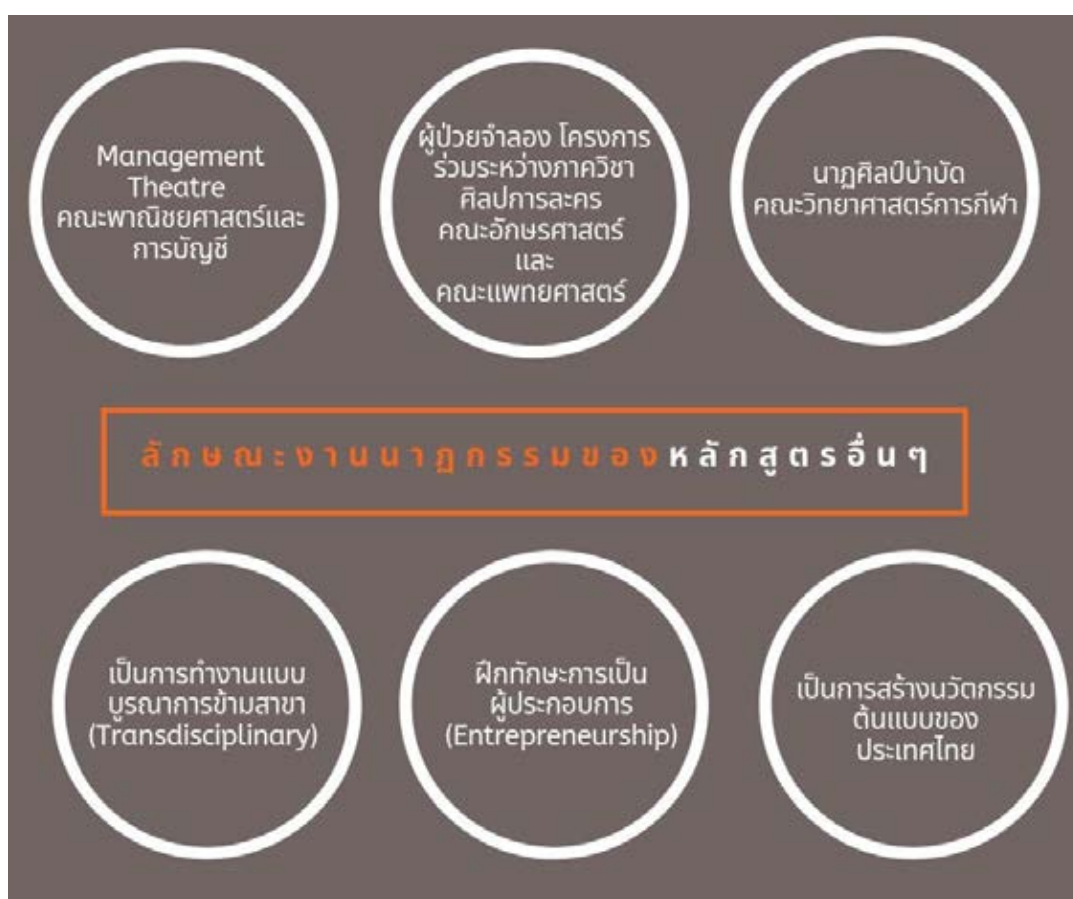 Management
Theatre
คณะพาณิชยศาสตร์และ
การบัญชี
ผู้ป่วยจำลอง โครงการ
ร่วมระหว่างภาควิชา
ศิลปการละคร
คณะอักษรศาสตร์
และ
คณะแพทยศาสตร์
นาฏศิลป์บำบัด
คณะวิทยาศาสตร์การกีฬา
ลักษณะงานนาฏกรรมของหลักสูตรอื่นๆ
เป็นการทำงานแบบ
บูรณาการข้ามสาขา
(Transdisciplinary)
ฝึกทักษะการเป็น
ผู้ประกอบการ
(Entrepreneurship)
เป็นการสร้างนวัตกรรม
ต้นแบบของ
ประเทศไทย